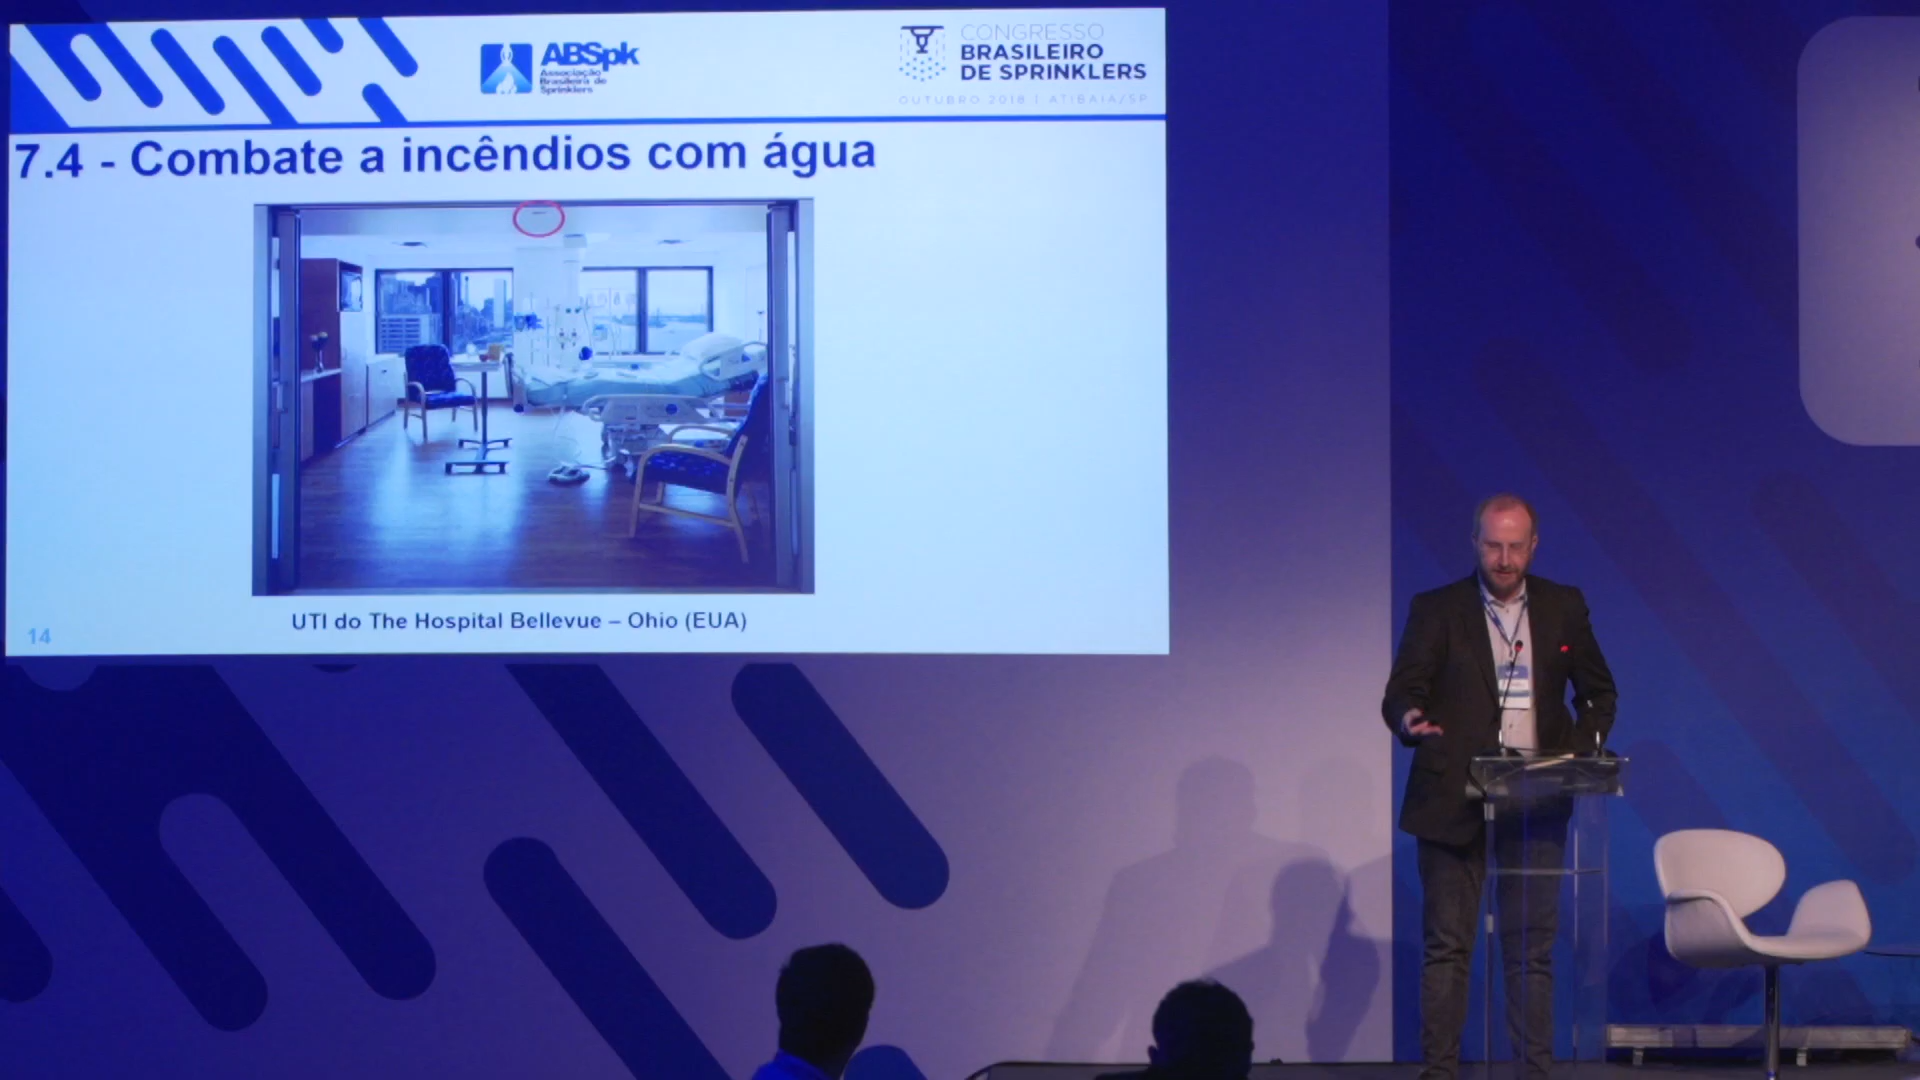 ABSpk
Associação
Brasileira de
Sprinklers
CONGRESSO
BRASILEIRO
DE SPRINKLERS
OUTUBRO 2018 | ATIBAIA/SP
7.4 - Combate a incêndios com água
UTI do The Hospital Bellevue – Ohio (EUA)
14